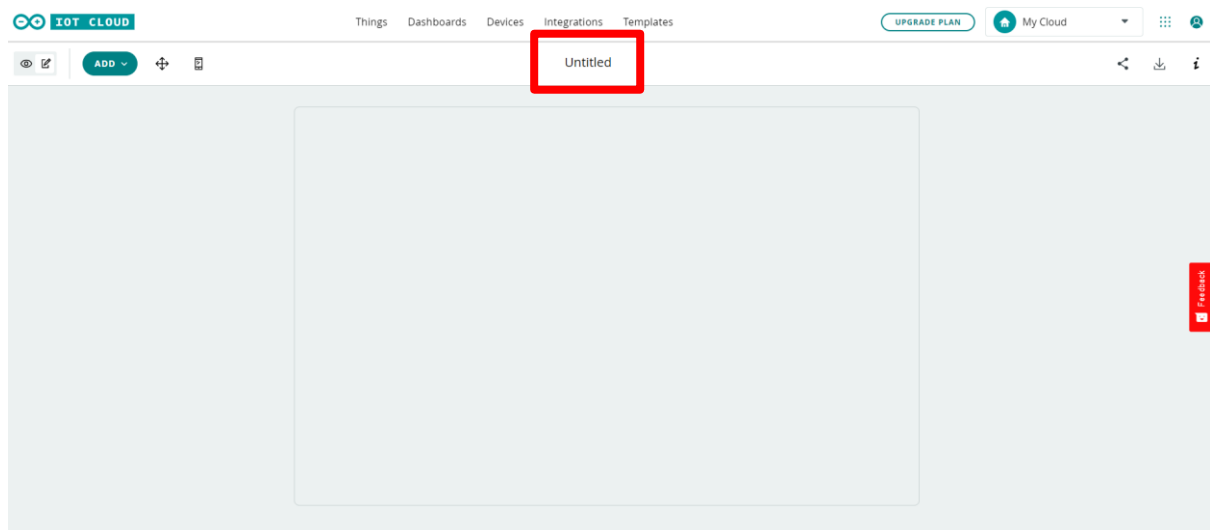 IOT CLOUD Things Dashboards Devices Integrations Templates UPGRADE PLAN My Cloud
ADD Untitled i
Feedback